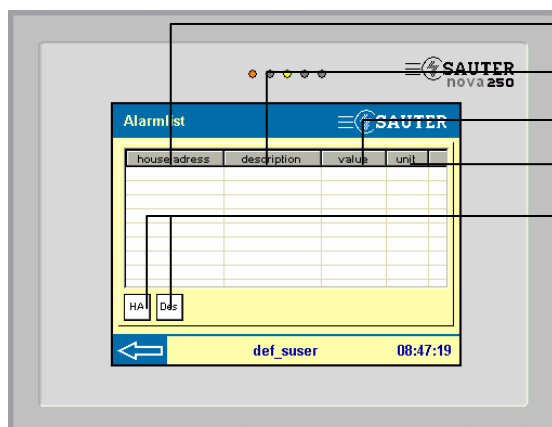 SAUTER
nova 250
Alarmlist
SAUTER
house adress description value unit
HA Des
def_suser 08:47:19